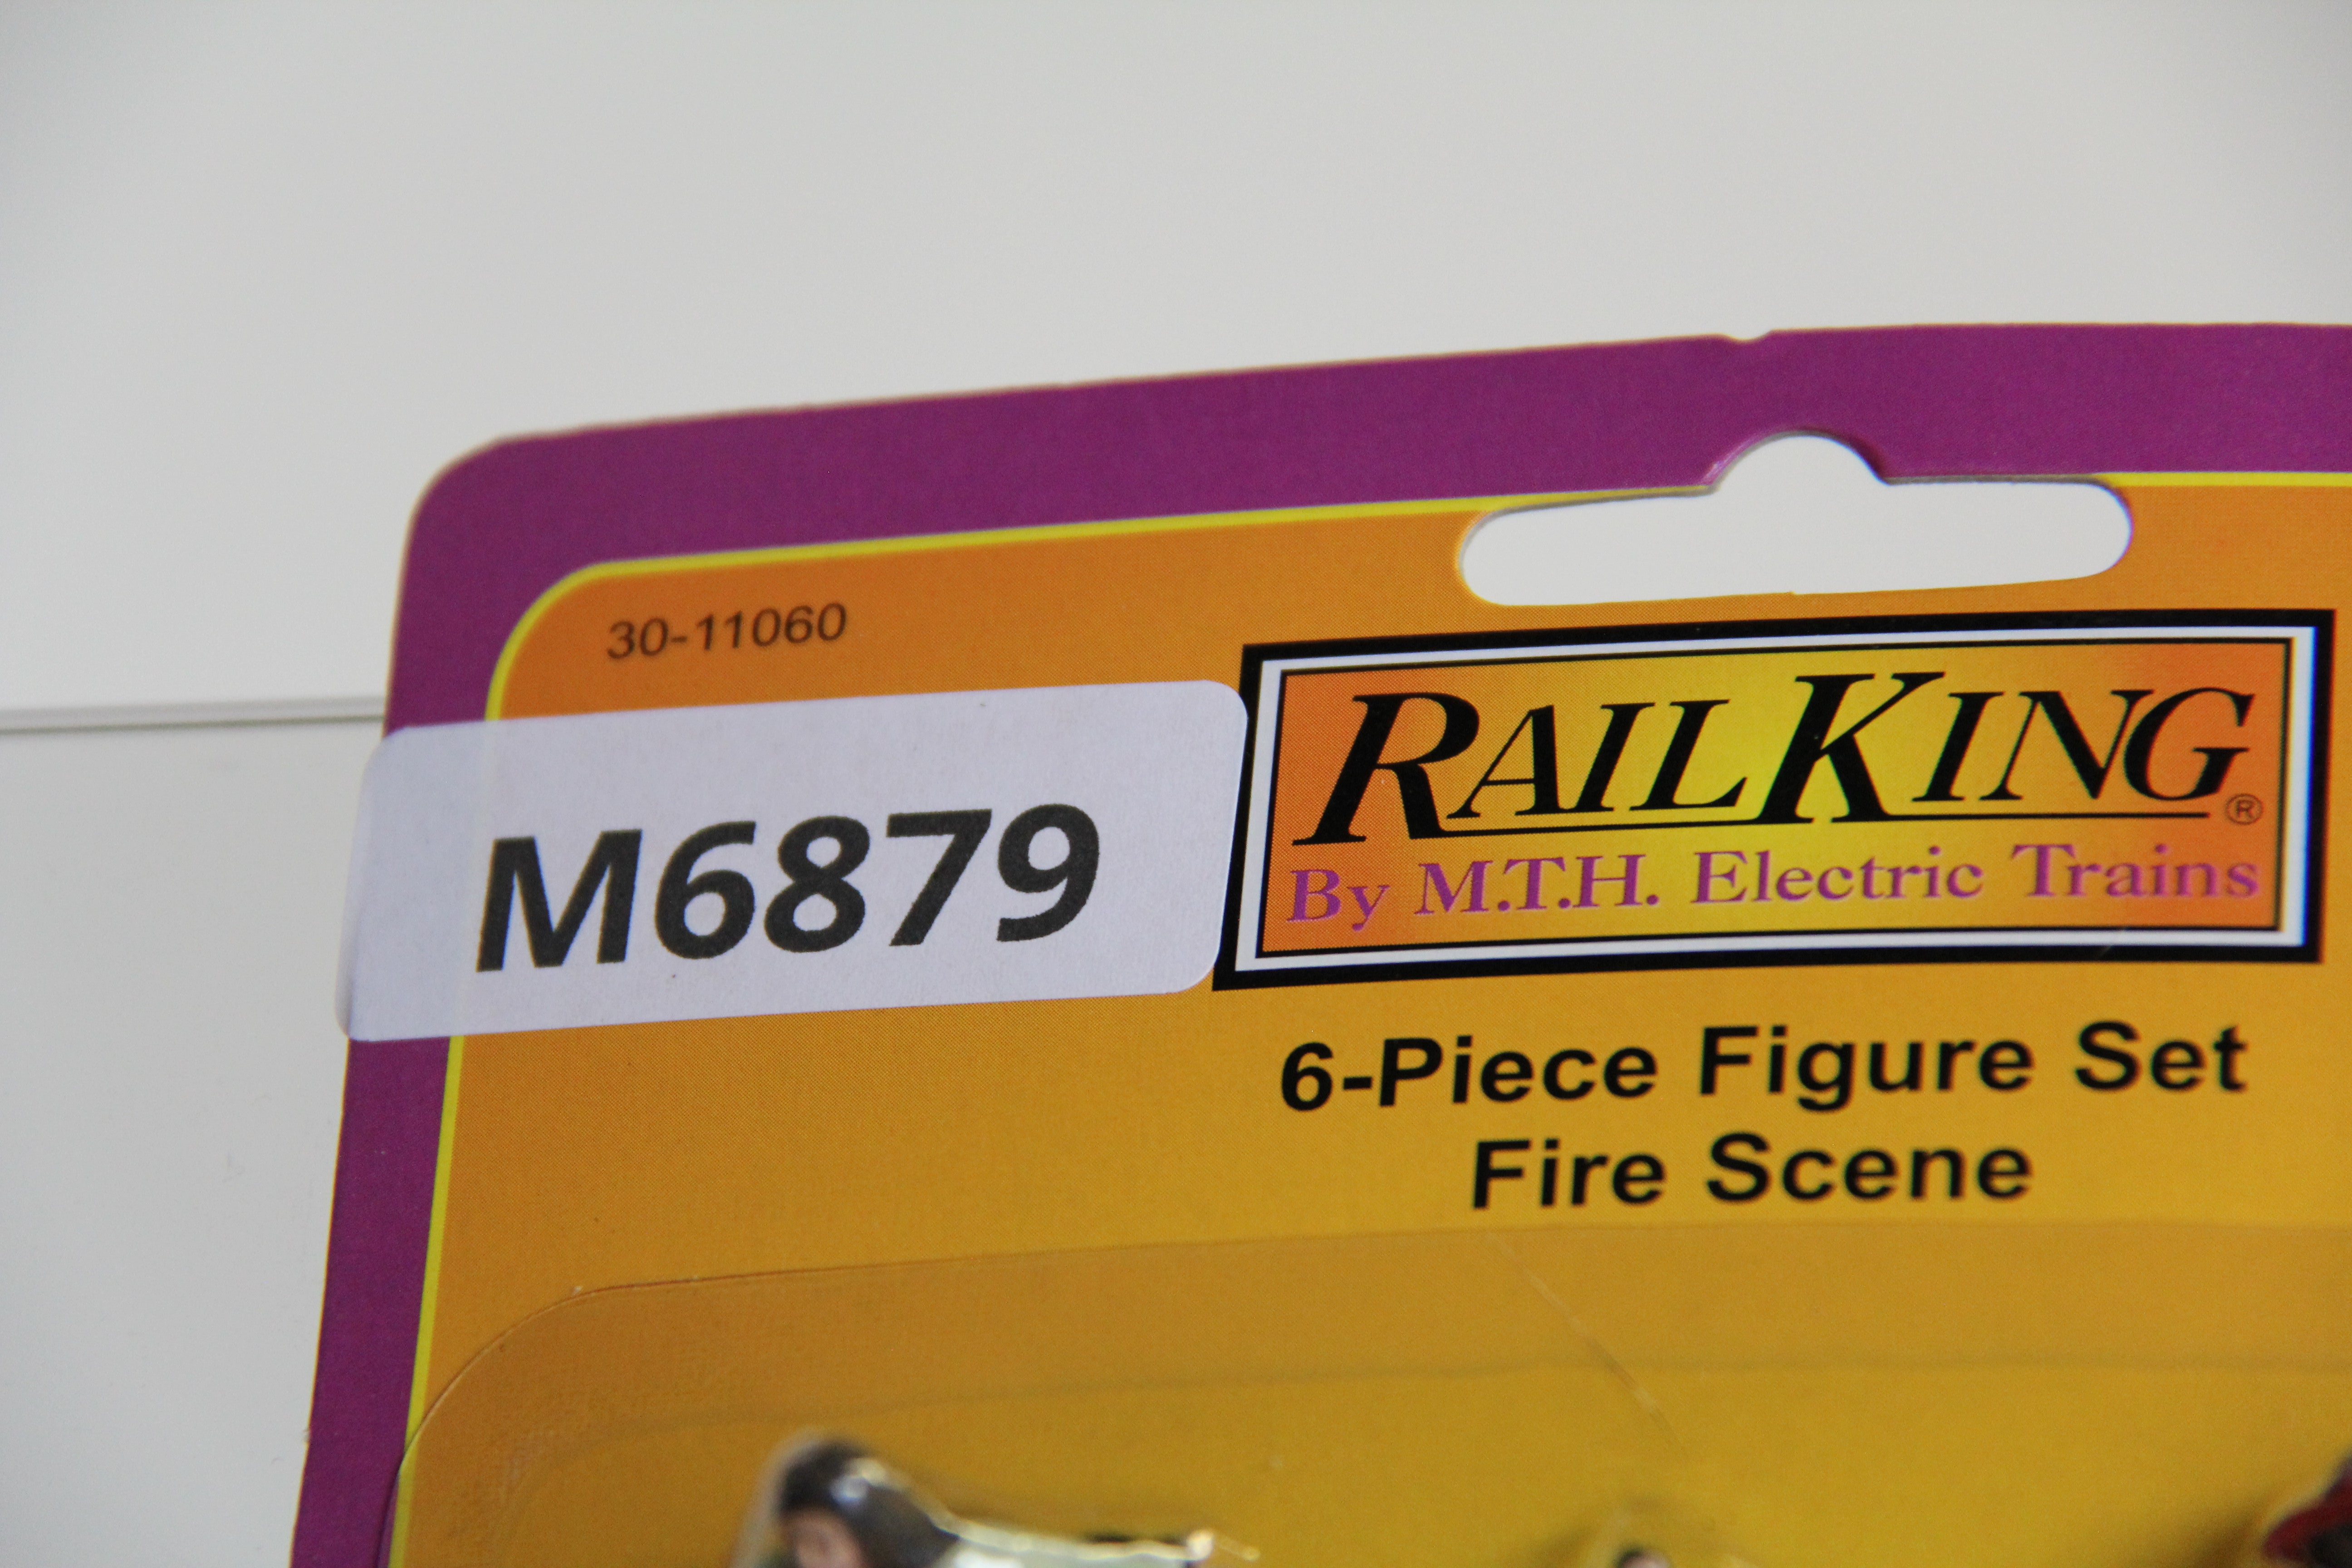 30-11060
M6879
RAILKING®
By M.T.H. Electric Trains
6-Piece Figure Set
Fire Scene